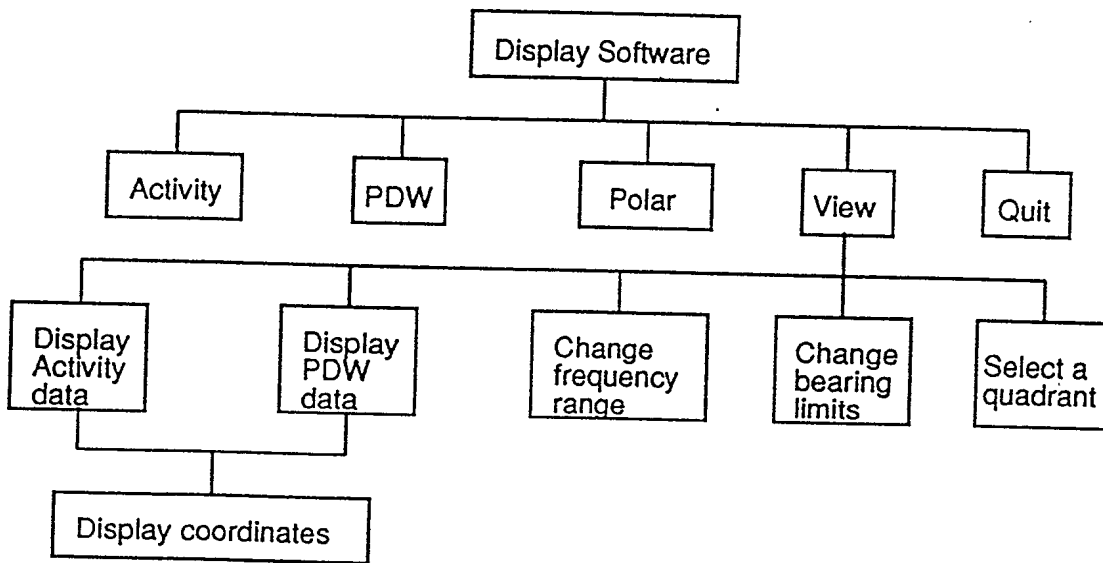 Display Software
Activity
PDW
Polar
View
Quit
Display
Activity
data
Display
PDW
data
Change
frequency
range
Change
bearing
limits
Select a
quadrant
Display coordinates